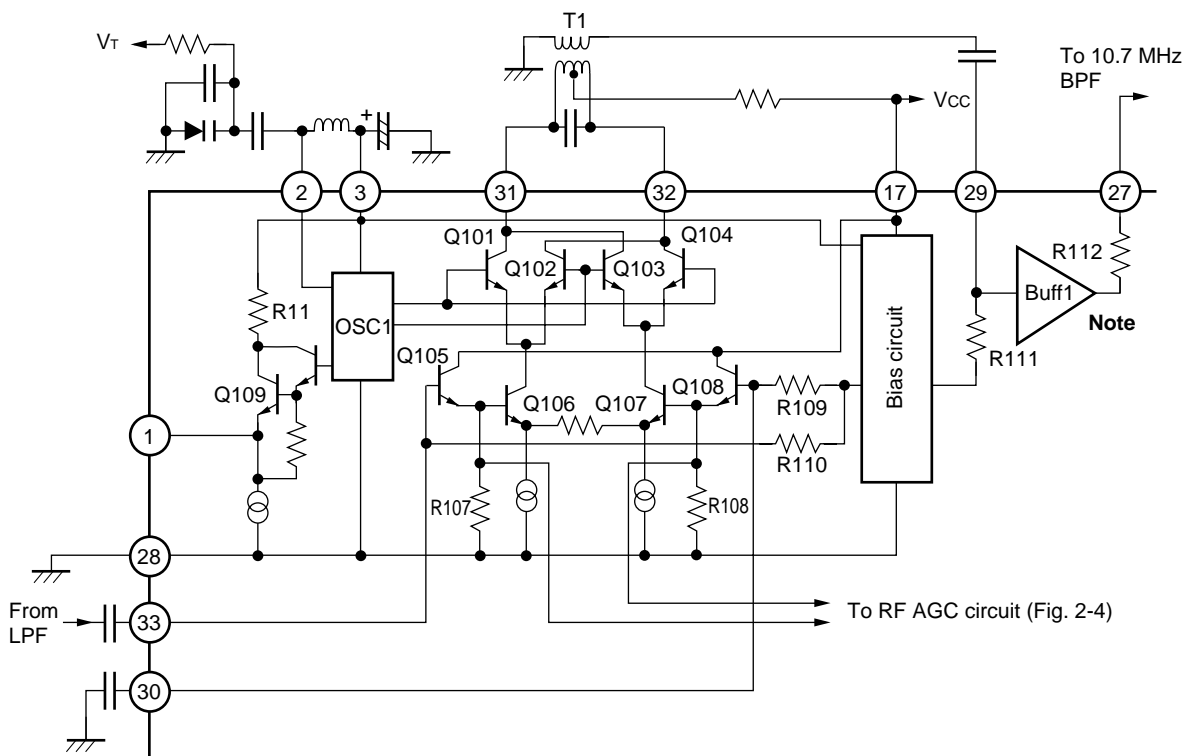 T1
VT
To 10.7 MHz
BPF
VCC
+
2
3
31
32
17
29
27
Q101
Q104
Q102
Q103
R112
R11
OSC1
Buff1
Note
Q105
R111
Bias circuit
Q109
Q106
Q107
Q108
R109
1
R110
R107
R108
28
From
LPF
33
To RF AGC circuit (Fig. 2-4)
30